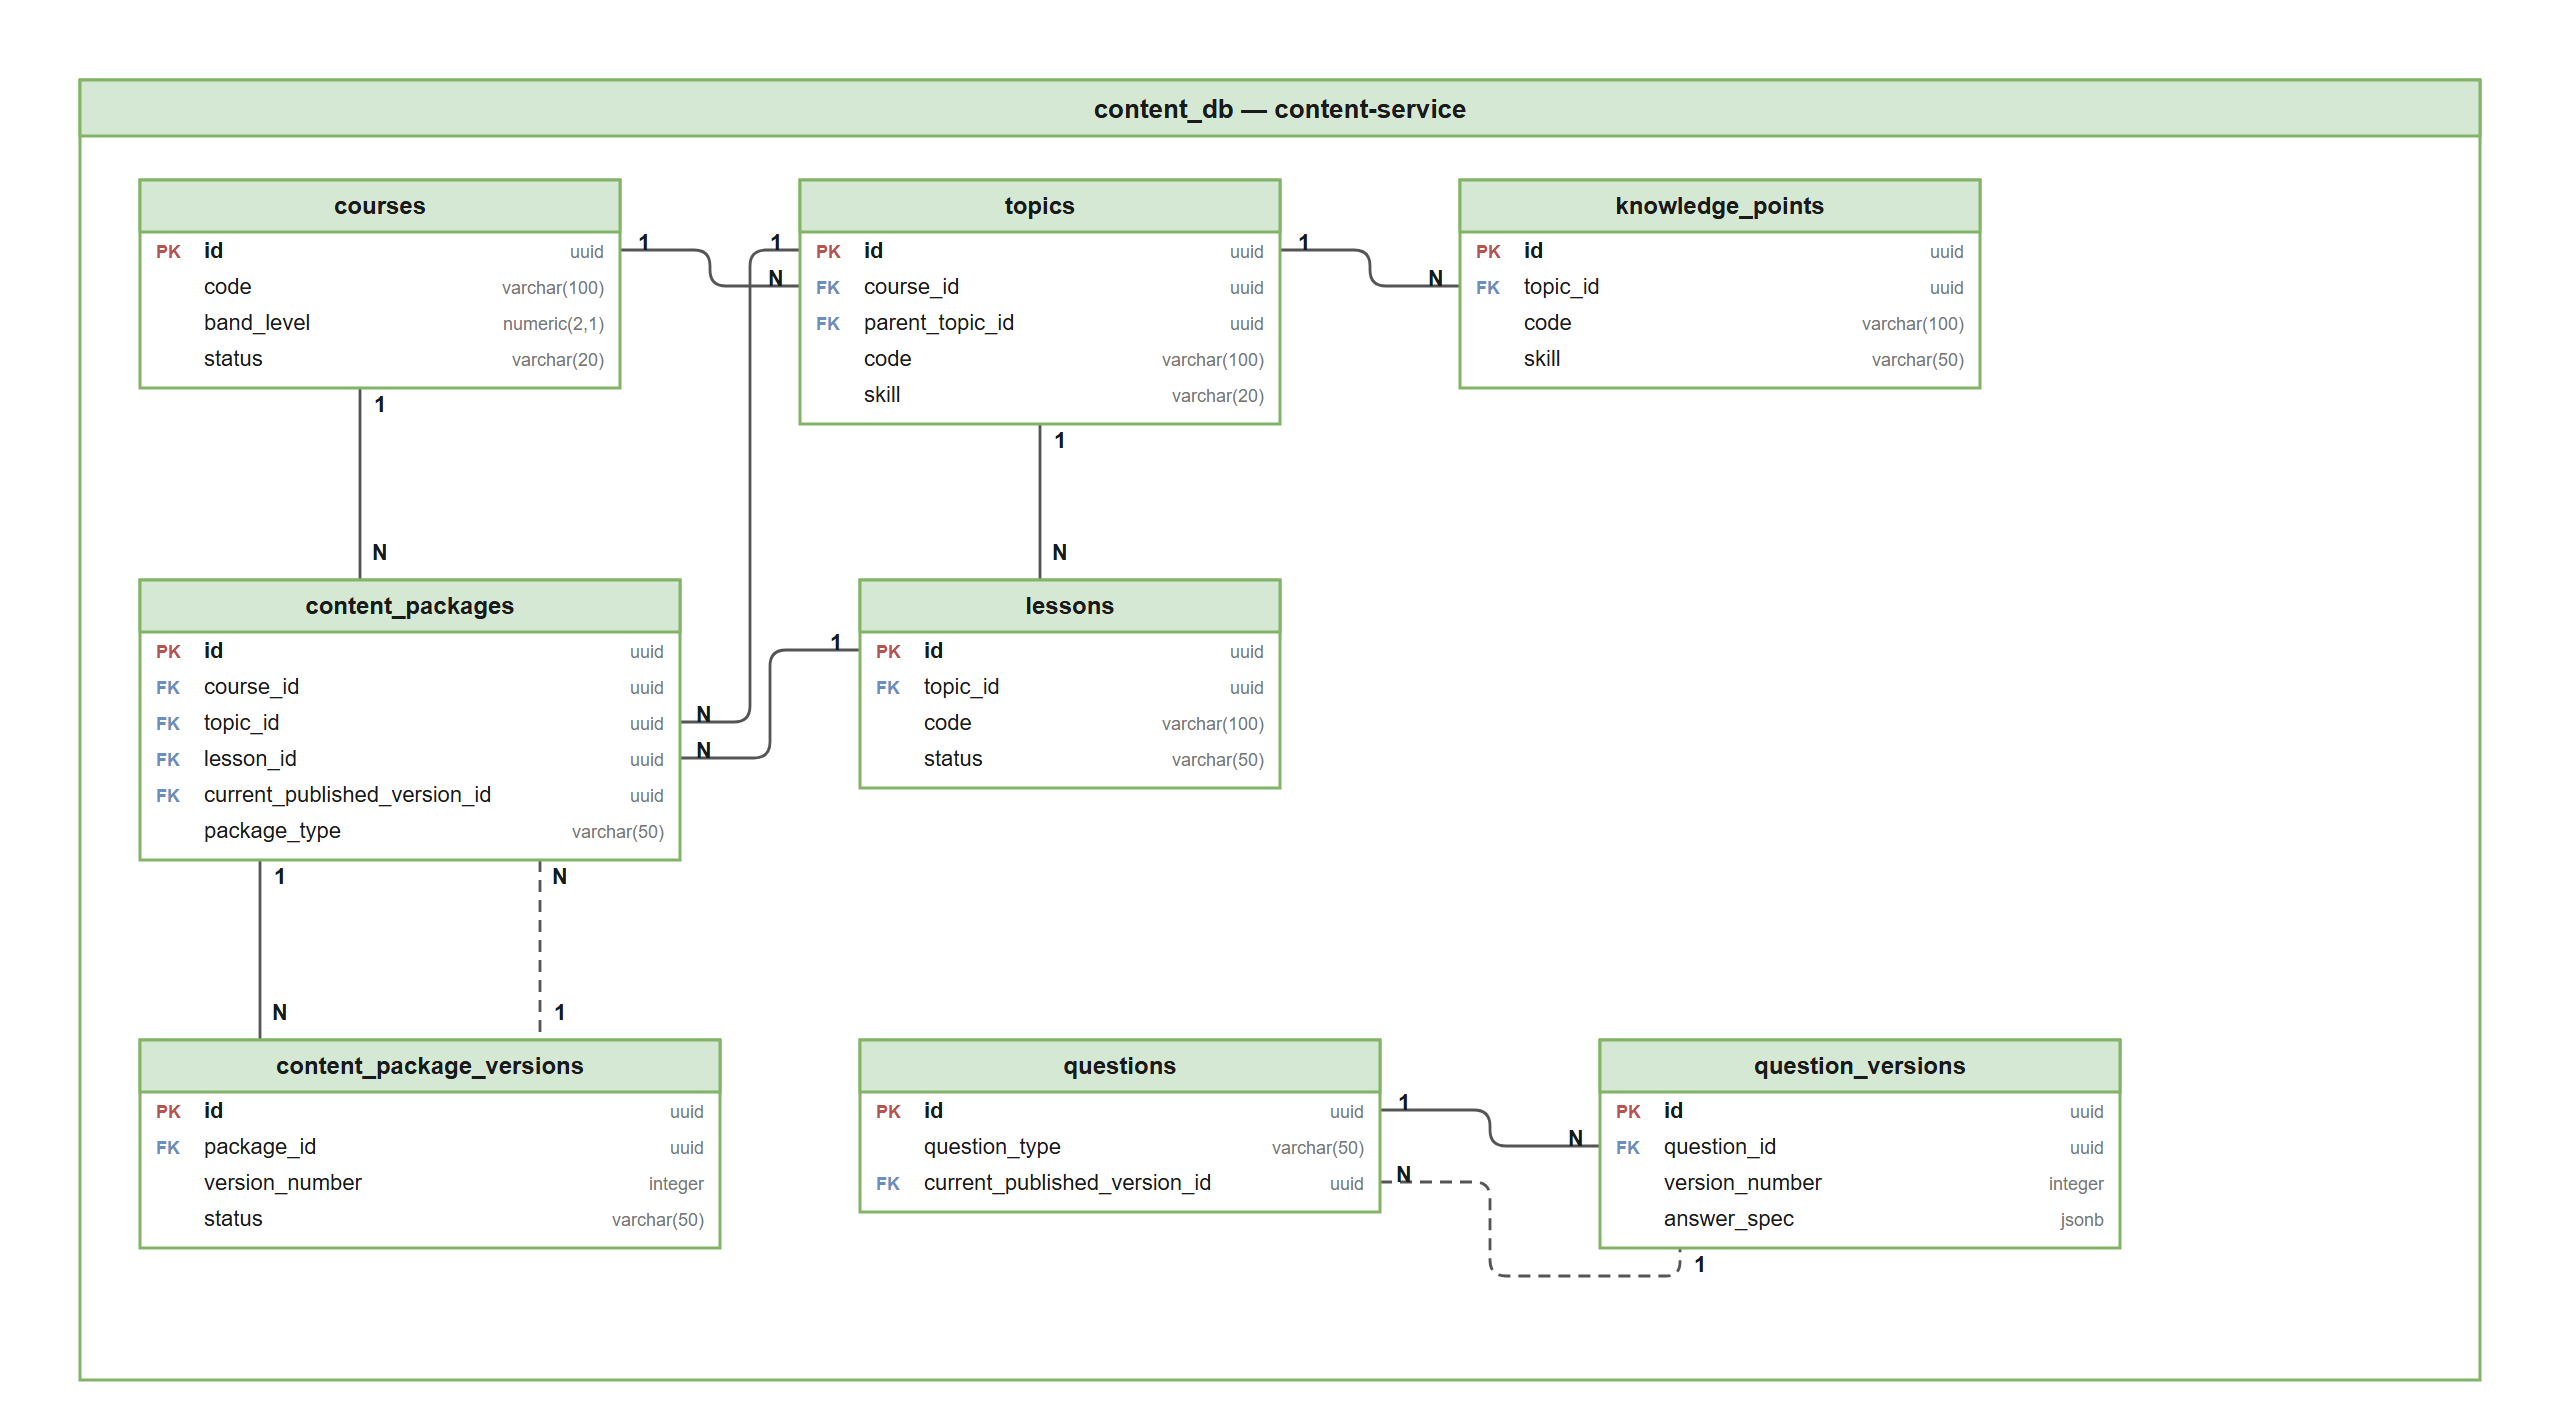 content_db — content-service
courses
PK id uuid
code varchar(100)
band_level numeric(2,1)
status varchar(20)
topics
PK id uuid
FK course_id uuid
FK parent_topic_id uuid
code varchar(100)
skill varchar(20)
knowledge_points
PK id uuid
FK topic_id uuid
code varchar(100)
skill varchar(50)
1
1
N
1
N
1
N
1
N
content_packages
PK id uuid
FK course_id uuid
FK topic_id uuid
FK lesson_id uuid
FK current_published_version_id uuid
package_type varchar(50)
lessons
PK id uuid
FK topic_id uuid
code varchar(100)
status varchar(50)
1
N
N
1
N
N
1
content_package_versions
PK id uuid
FK package_id uuid
version_number integer
status varchar(50)
questions
PK id uuid
question_type varchar(50)
FK current_published_version_id uuid
question_versions
PK id uuid
FK question_id uuid
version_number integer
answer_spec jsonb
1
N
N
1